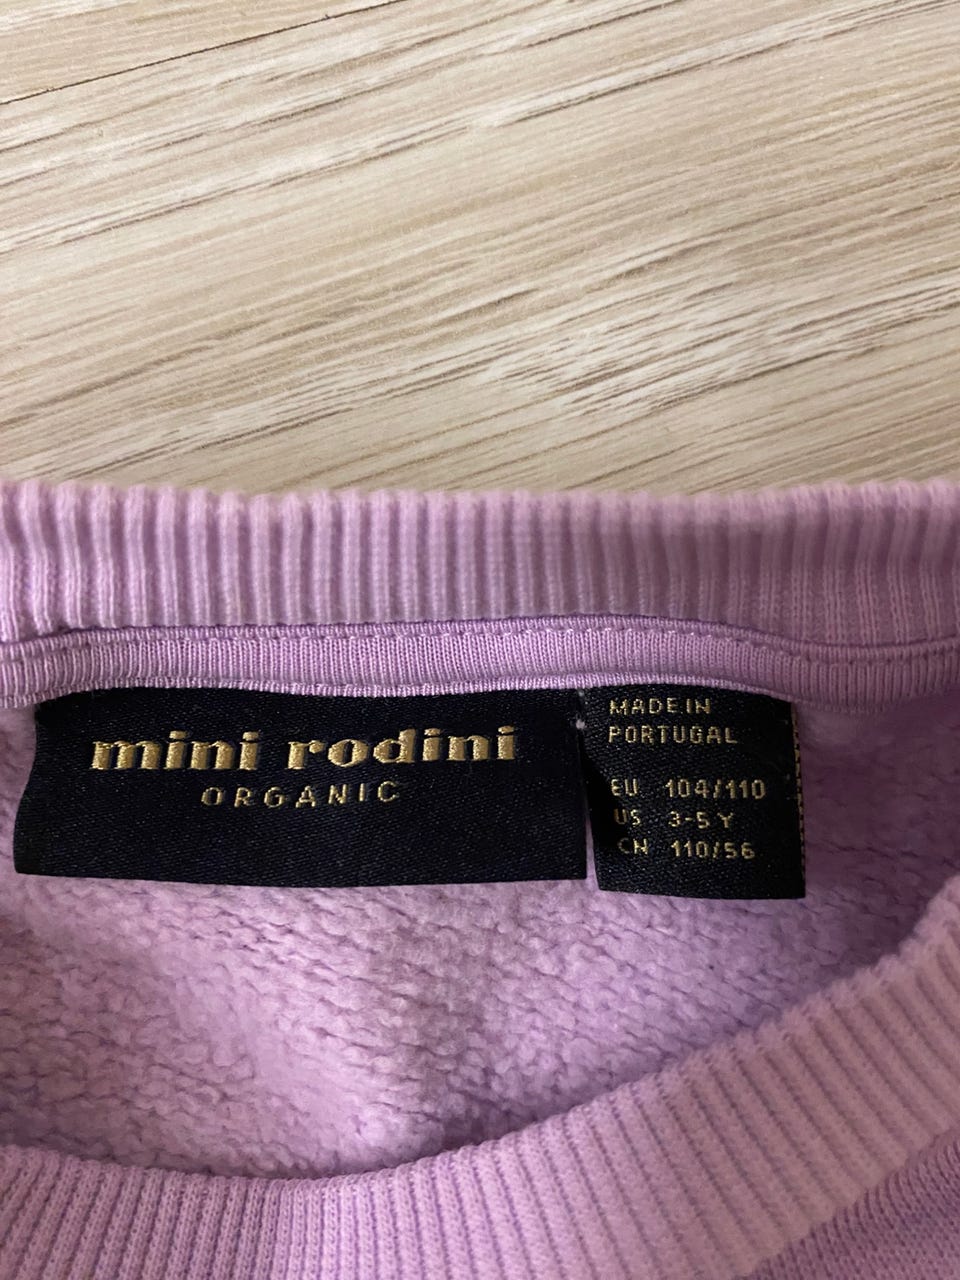 mini rodini
ORGANIC
MADE IN
PORTUGAL
EU 104/110
US 3-5 Y
CN 110/56